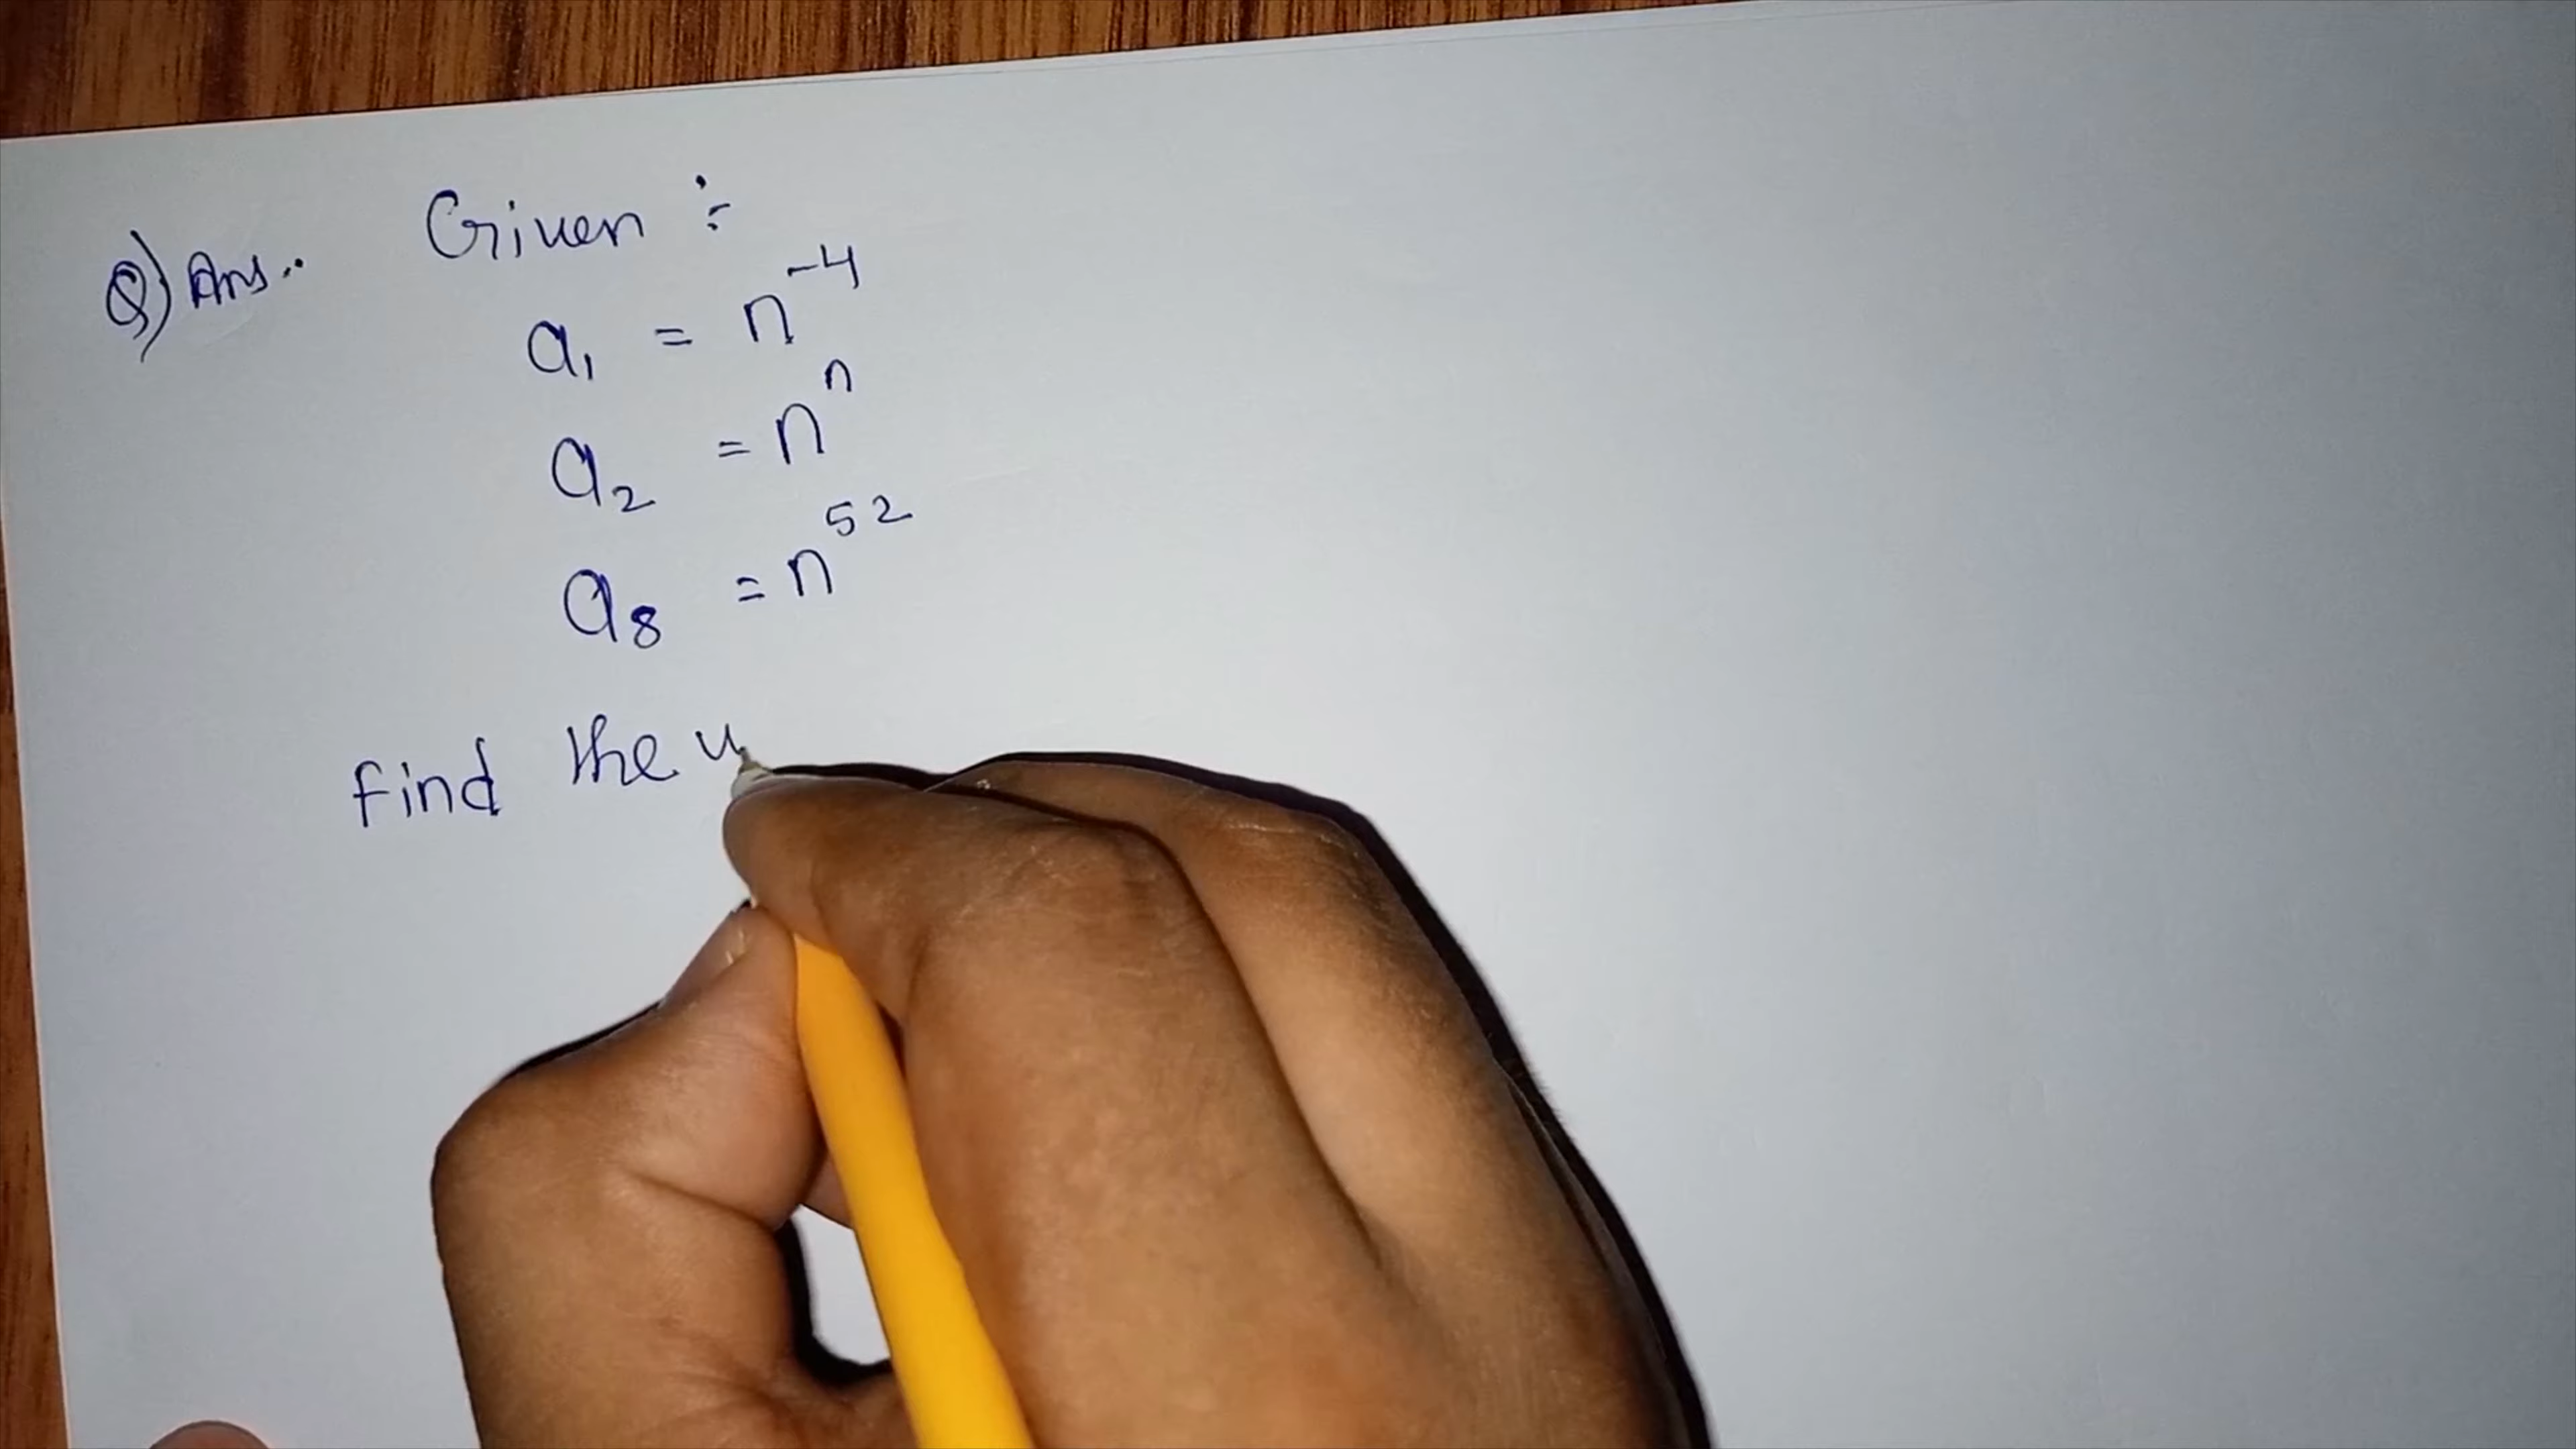 Q) Ans.. Given :-
a₁ = n⁻⁴
a₂ = nⁿ
a₈ = n⁵²
find the